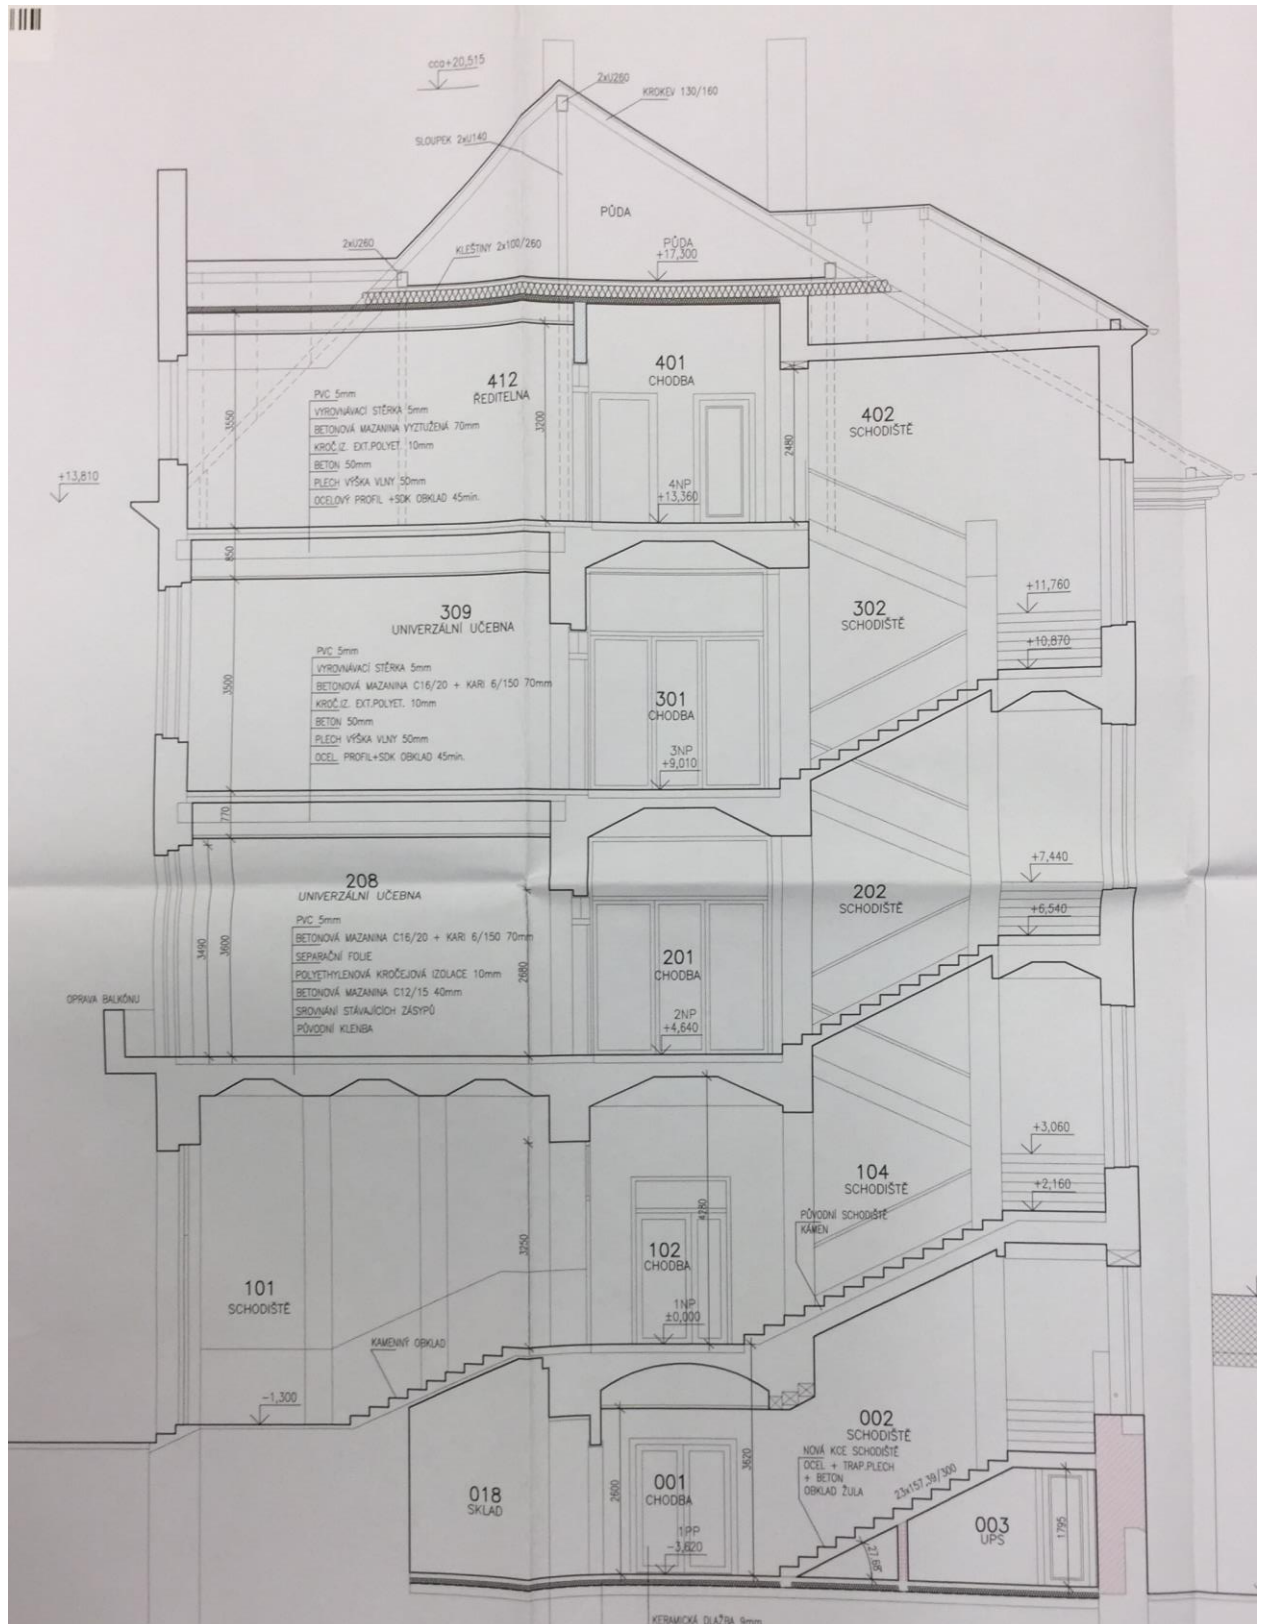 cca+20,515
2xU260
KROKEV 130/160
SLOUPEK 2xU140
PŮDA
2xU260
KLEŠTINY 2x100/260
PŮDA
+17,300
412
ŘEDITELNA
401
CHODBA
402
SCHODIŠTĚ
3550
3200
2480
PVC 5mm
VYROVNÁVACÍ STĚRKA 5mm
BETONOVÁ MAZANINA VYZTUŽENÁ 70mm
KROČ.IZ. EXT.POLYET. 10mm
BETON 50mm
PLECH VÝŠKA VLNY 50mm
OCELOVÝ PROFIL +SDK OBKLAD 45min.
+13,810
4NP
+13,360
850
309
UNIVERZÁLNÍ UČEBNA
302
SCHODIŠTĚ
+11,760
+10,870
PVC 5mm
VYROVNÁVACÍ STĚRKA 5mm
BETONOVÁ MAZANINA C16/20 + KARI 6/150 70mm
KROČ.IZ. EXT.POLYET. 10mm
BETON 50mm
PLECH VÝŠKA VLNY 50mm
OCEL. PROFIL+SDK OBKLAD 45min.
3500
301
CHODBA
3NP
+9,010
770
208
UNIVERZÁLNÍ UČEBNA
202
SCHODIŠTĚ
+7,440
+6,540
PVC 5mm
BETONOVÁ MAZANINA C16/20 + KARI 6/150 70mm
SEPARAČNÍ FOLIE
POLYETHYLENOVÁ KROČEJOVÁ IZOLACE 10mm
BETONOVÁ MAZANINA C12/15 40mm
SROVNÁNÍ STÁVAJÍCÍCH ZÁSYPŮ
PŮVODNÍ KLENBA
3490
3600
2680
201
CHODBA
2NP
+4,640
OPRAVA BALKÓNU
+3,060
+2,160
104
SCHODIŠTĚ
PŮVODNÍ SCHODIŠTĚ
KÁMEN
4280
3250
102
CHODBA
101
SCHODIŠTĚ
1NP
±0,000
KAMENNÝ OBKLAD
-1,300
002
SCHODIŠTĚ
NOVÁ KCE SCHODIŠTĚ
OCEL + TRAP.PLECH
+ BETON
OBKLAD ŽULA
23x157,39/300
3620
2600
018
SKLAD
001
CHODBA
1PP
-3,620
27,68°
003
UPS
1795
KERAMICKÁ DLAŽBA 9mm